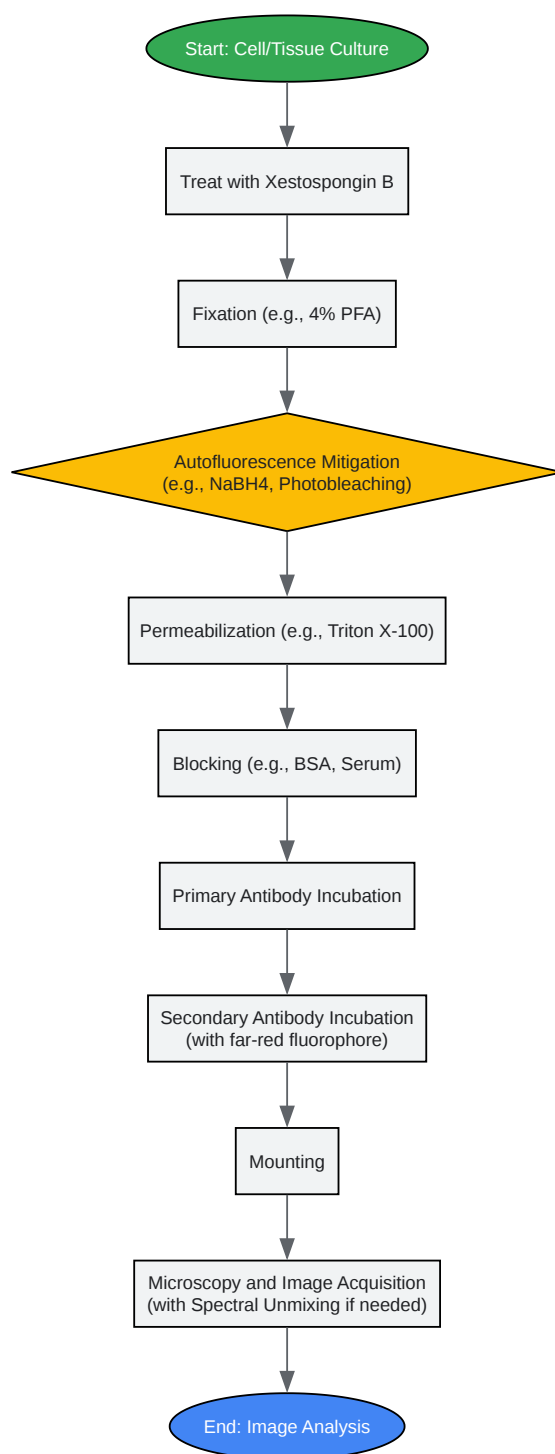 Start: Cell/Tissue Culture
Treat with Xestospongin B
Fixation (e.g., 4% PFA)
Autofluorescence Mitigation
(e.g., NaBH4, Photobleaching)
Permeabilization (e.g., Triton X-100)
Blocking (e.g., BSA, Serum)
Primary Antibody Incubation
Secondary Antibody Incubation
(with far-red fluorophore)
Mounting
Microscopy and Image Acquisition
(with Spectral Unmixing if needed)
End: Image Analysis